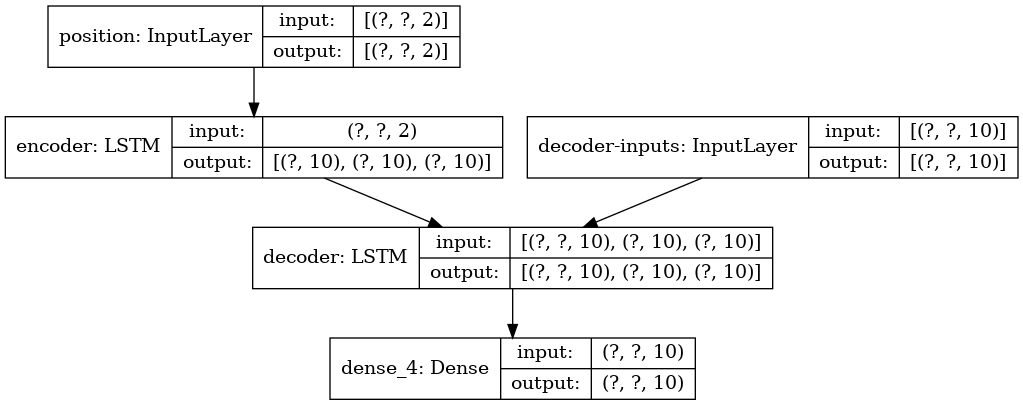 position: InputLayer
input: [(?, ?, 2)]
output: [(?, ?, 2)]
encoder: LSTM
input: (?, ?, 2)
output: [(?, 10), (?, 10), (?, 10)]
decoder-inputs: InputLayer
input: [(?, ?, 10)]
output: [(?, ?, 10)]
decoder: LSTM
input: [(?, ?, 10), (?, 10), (?, 10)]
output: [(?, ?, 10), (?, 10), (?, 10)]
dense_4: Dense
input: (?, ?, 10)
output: (?, ?, 10)